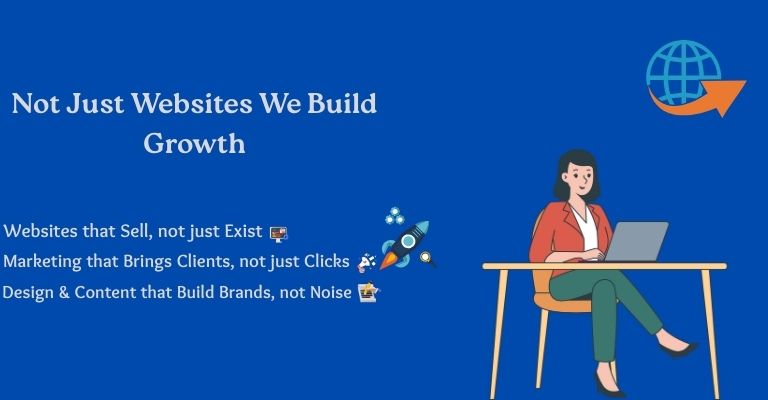 Not Just Websites We Build
Growth
Websites that Sell, not just Exist
Marketing that Brings Clients, not just Clicks
Design & Content that Build Brands, not Noise